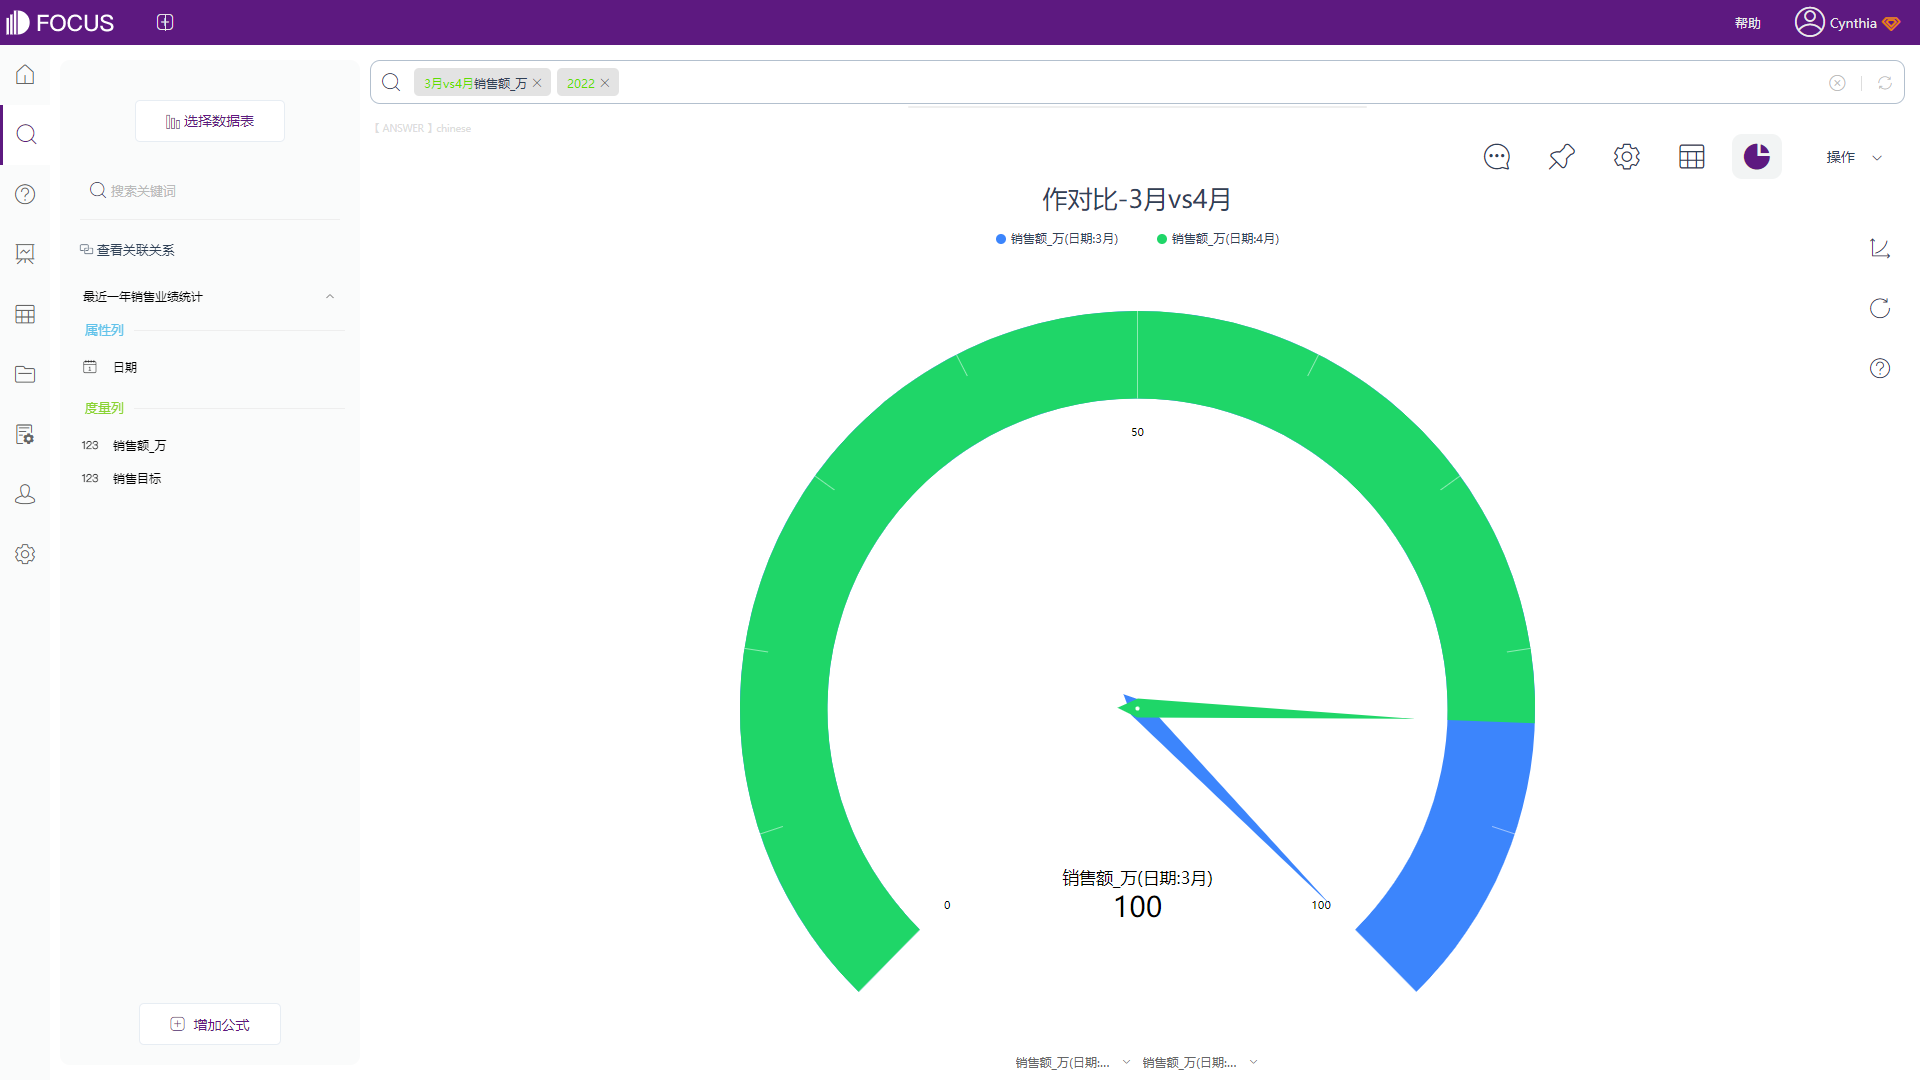 FOCUS
帮助
Cynthia
3月vs4月销售额_万
2022
选择数据表
【 ANSWER 】chinese
操作
搜索关键词
作对比-3月vs4月
销售额_万(日期:3月)
销售额_万(日期:4月)
查看关联关系
最近一年销售业绩统计
属性列
日期
度量列
123 销售额_万
123 销售目标
50
0
100
销售额_万(日期:3月)
100
增加公式
销售额_万(日期:...
销售额_万(日期:...